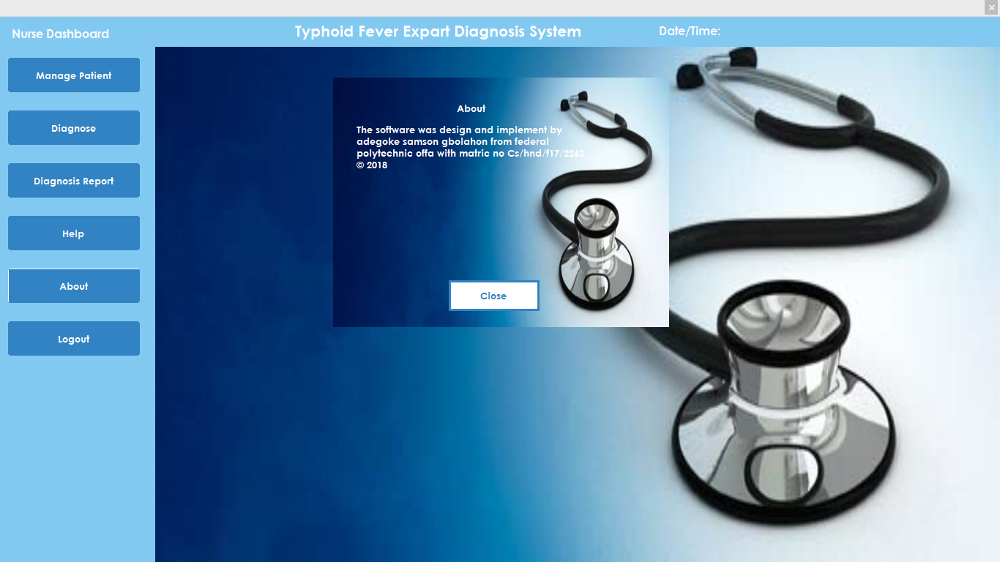 Nurse Dashboard
Typhoid Fever Expart Diagnosis System
Date/Time:
Manage Patient
Diagnose
Diagnosis Report
Help
About
Logout
About
The software was design and implement by
adegoke samson gbolahon from federal
polytechnic offa with matric no Cs/hnd/f17/2262
© 2018
Close